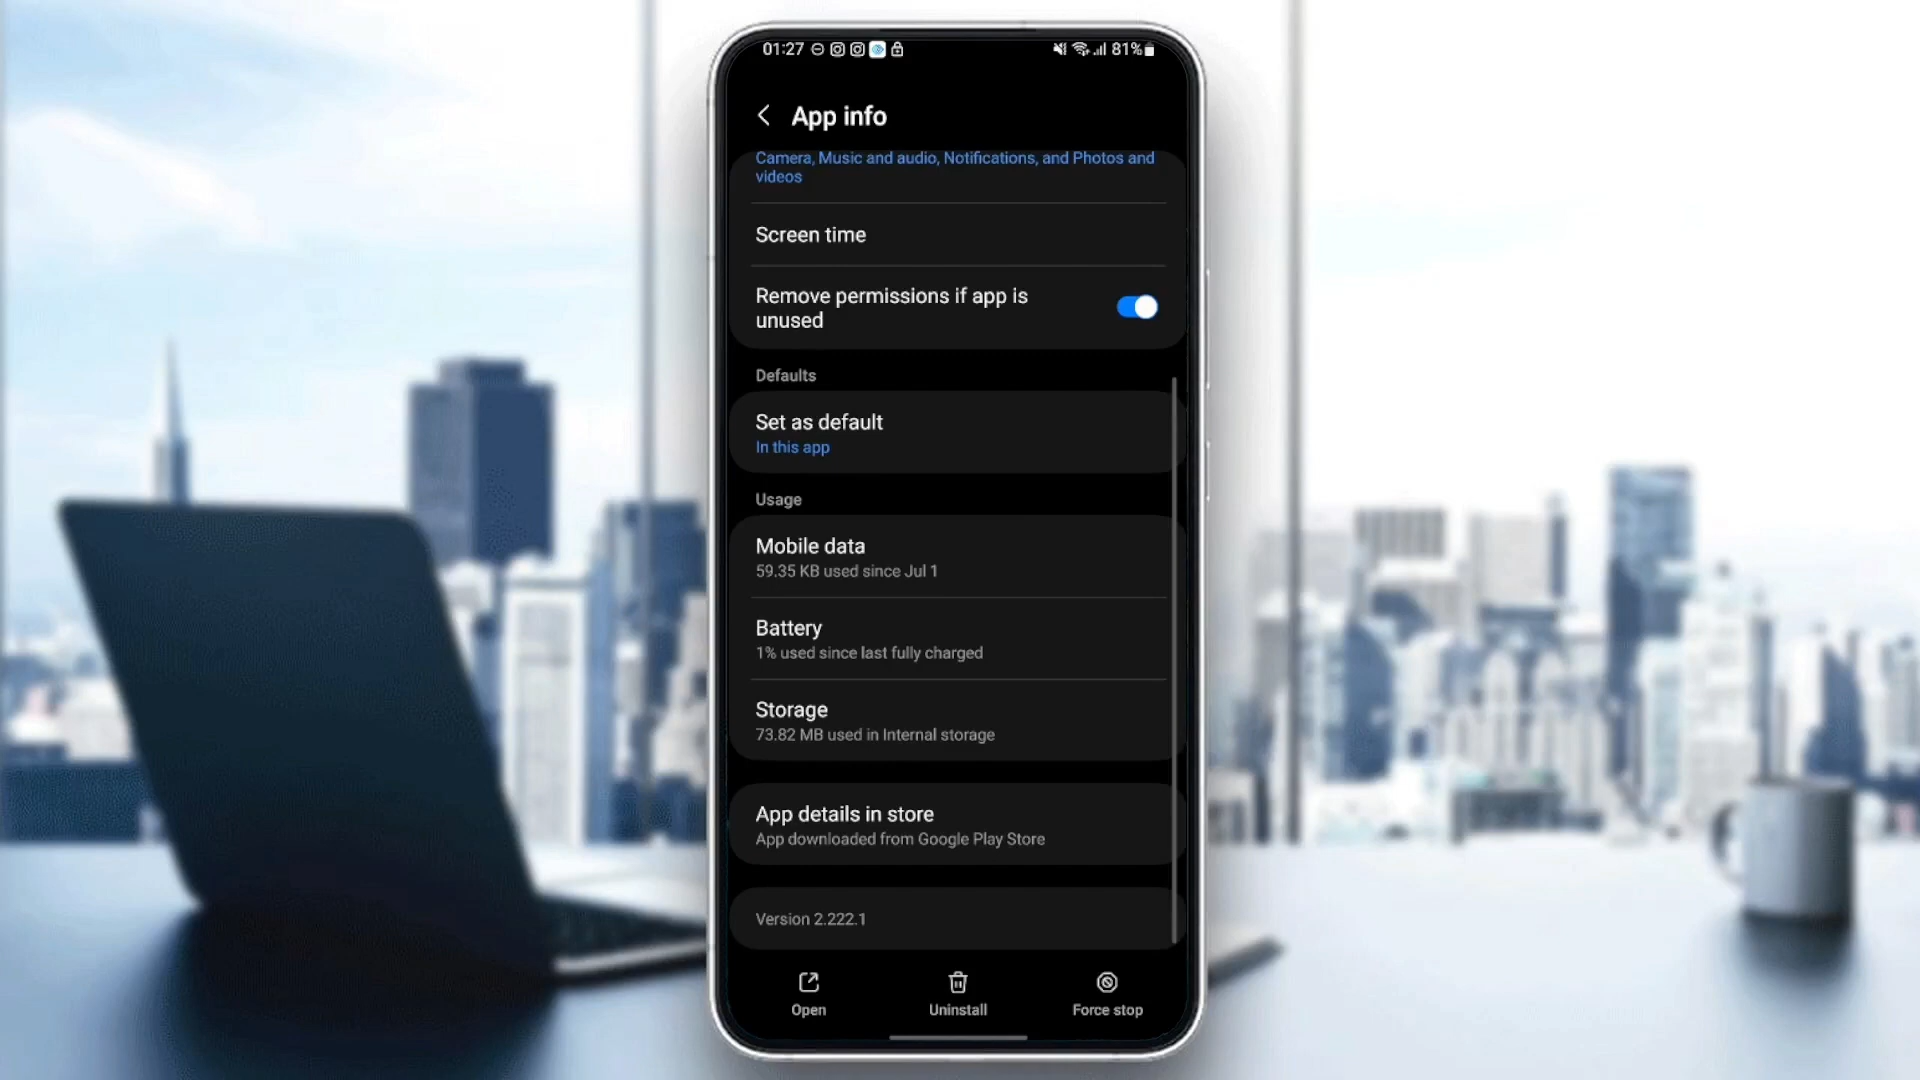 01:27 81%
App info
Camera, Music and audio, Notifications, and Photos and
videos
Screen time
Remove permissions if app is
unused
Defaults
Set as default
In this app
Usage
Mobile data
59.35 KB used since Jul 1
Battery
1% used since last fully charged
Storage
73.82 MB used in Internal storage
App details in store
App downloaded from Google Play Store
Version 2.222.1
Open Uninstall Force stop